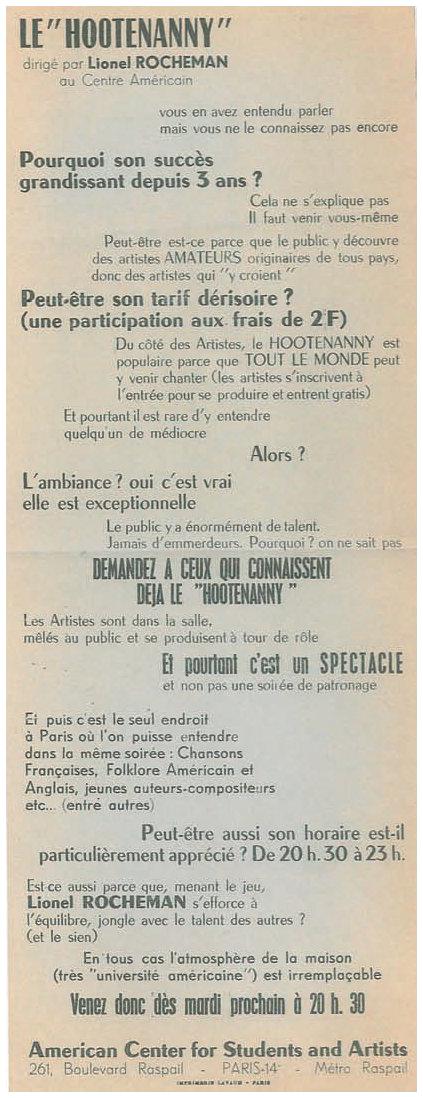 LE "HOOTENANNY"
dirigé par Lionel ROCHEMAN
au Centre Américain
vous en avez entendu parler
mais vous ne le connaissez pas encore
Pourquoi son succès
grandissant depuis 3 ans ?
Cela ne s'explique pas
Il faut venir vous-même
Peut-être est-ce parce que le public y découvre
des artistes AMATEURS originaires de tous pays,
donc des artistes qui "y croient"
Peut-être son tarif dérisoire ?
(une participation aux frais de 2 F)
Du côté des Artistes, le HOOTENANNY est
populaire parce que TOUT LE MONDE peut
y venir chanter (les artistes s'inscrivent à
l'entrée pour se produire et entrent gratis)
Et pourtant il est rare d'y entendre
quelqu'un de médiocre
Alors ?
L'ambiance ? oui c'est vrai
elle est exceptionnelle
Le public y a énormément de talent.
Jamais d'emmerdeurs. Pourquoi ? on ne sait pas
DEMANDEZ A CEUX QUI CONNAISSENT
DEJA LE "HOOTENANNY"
Les Artistes sont dans la salle,
mêlés au public et se produisent à tour de rôle
Et pourtant c'est un SPECTACLE
et non pas une soirée de patronage
Et puis c'est le seul endroit
à Paris où l'on puisse entendre
dans la même soirée : Chansons
Françaises, Folklore Américain et
Anglais, jeunes auteurs-compositeurs
etc... (entre autres)
Peut-être aussi son horaire est-il
particulièrement apprécié ? De 20 h. 30 à 23 h.
Est-ce aussi parce que, menant le jeu,
Lionel ROCHEMAN s'efforce à
l'équilibre, jongle avec le talent des autres ?
(et le sien)
En tous cas l'atmosphère de la maison
(très "université américaine") est irremplaçable
Venez donc dès mardi prochain à 20 h. 30
American Center for Students and Artists
261, Boulevard Raspail - PARIS-14e - Métro Raspail
IMPRIMERIE LAVAUR - PARIS